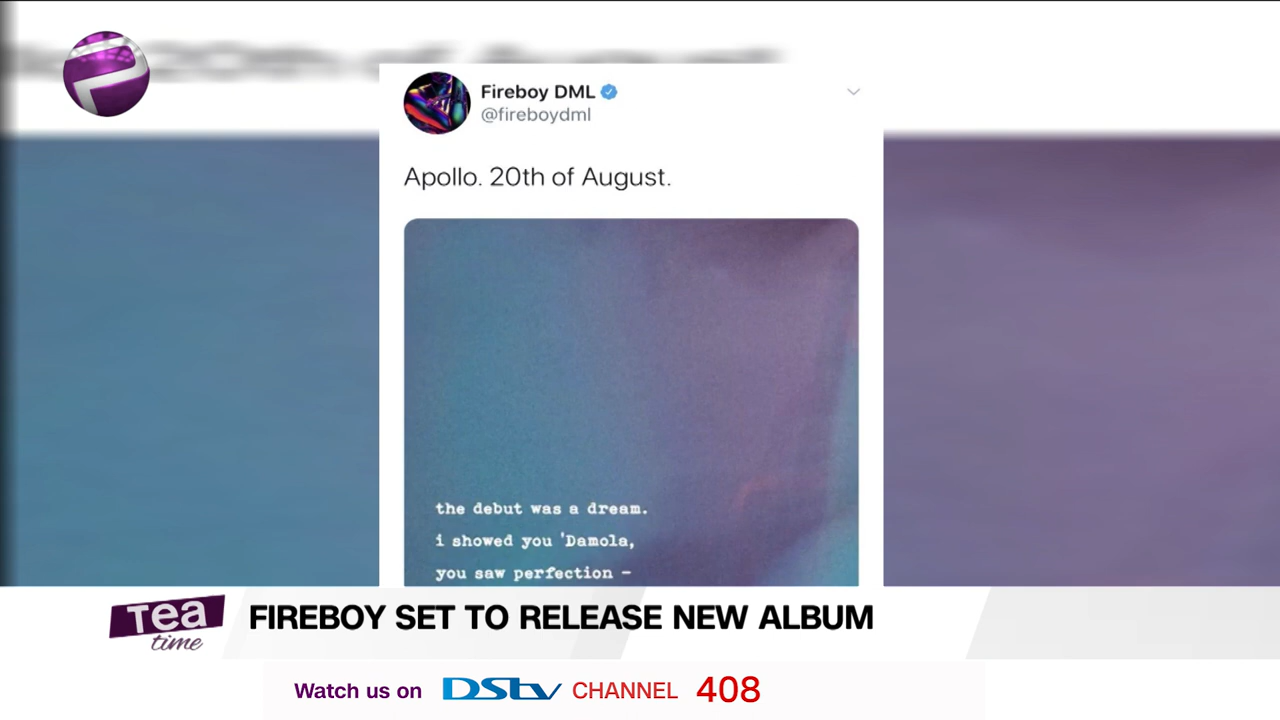 Fireboy DML
@fireboydml
Apollo. 20th of August.
the debut was a dream.
i showed you 'Damola,
you saw perfection –
Tea
time
FIREBOY SET TO RELEASE NEW ALBUM
Watch us on DStv CHANNEL 408